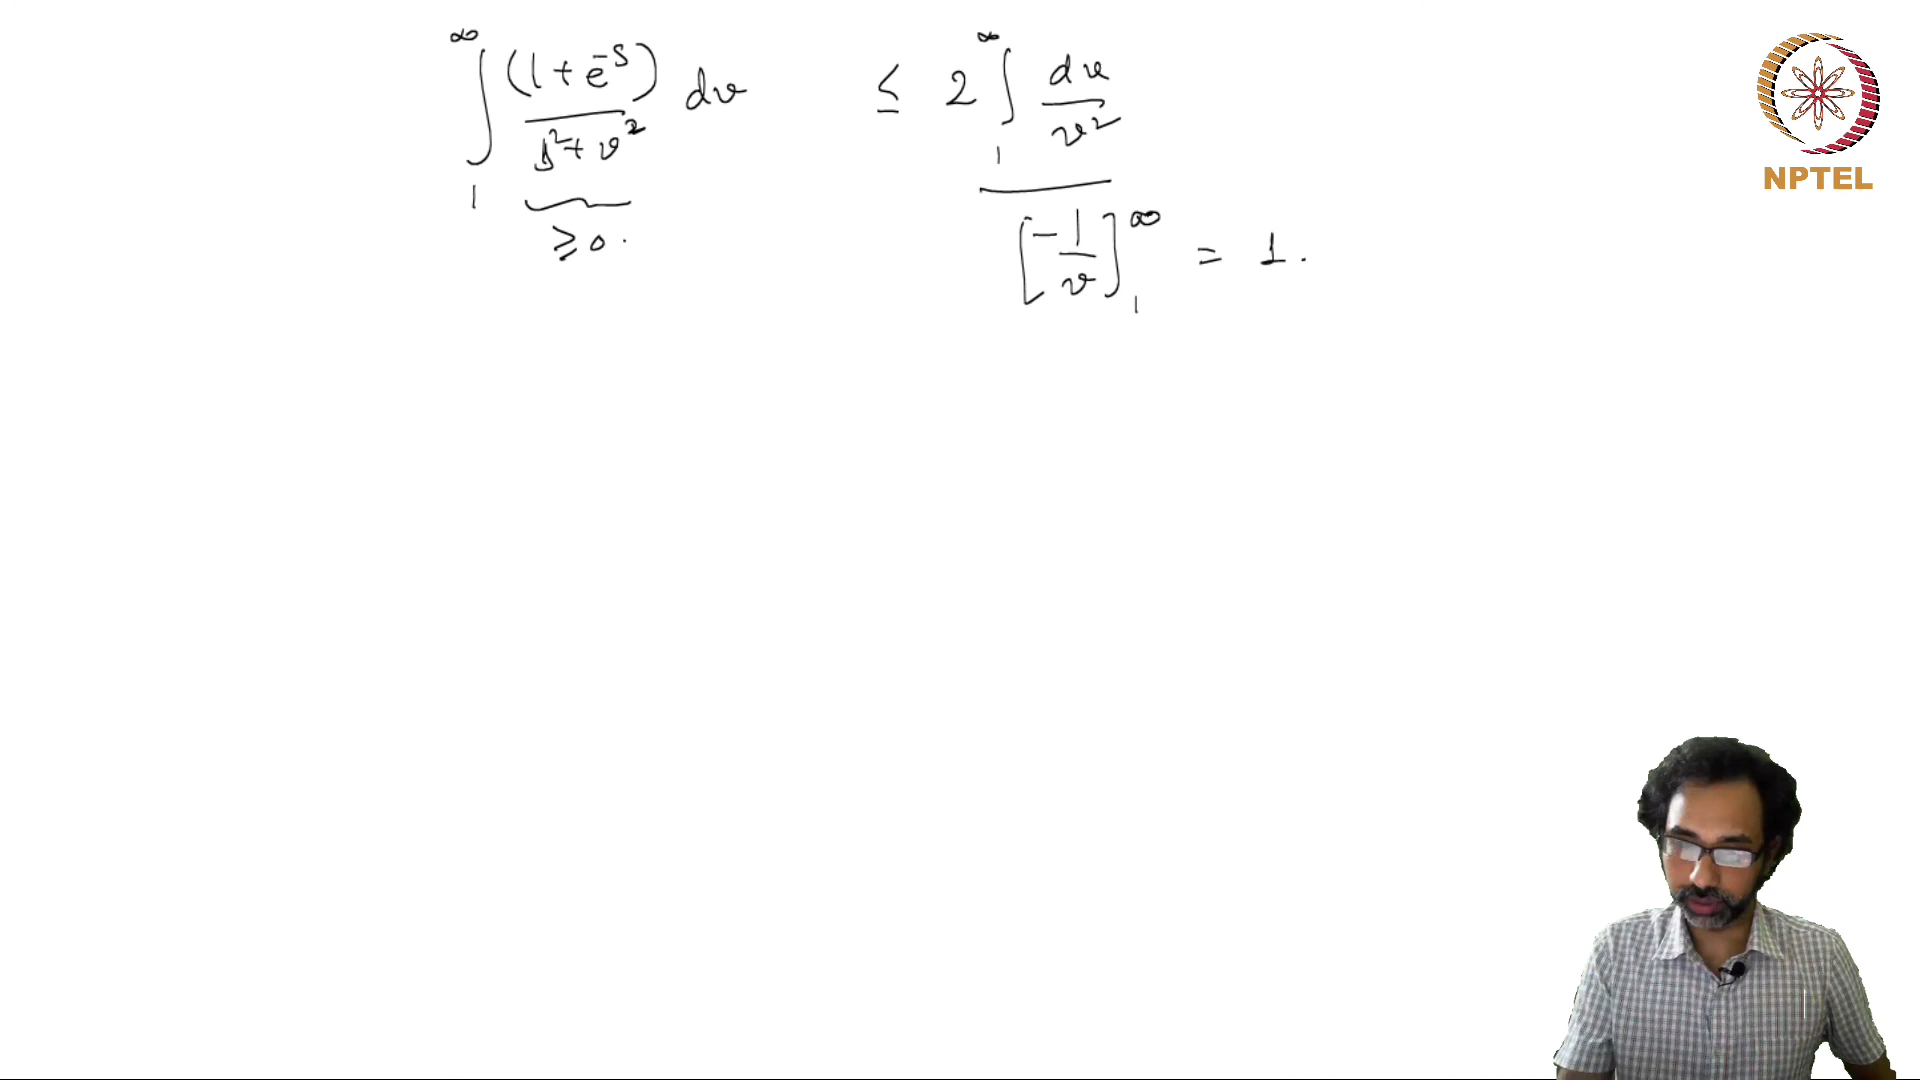 ∫₁^∞ (1+e^{-s})/(s²+v²) dv ≤ 2 ∫₁^∞ dv/v²
≥ 0.
[-1/v]₁^∞ = 1.
NPTEL